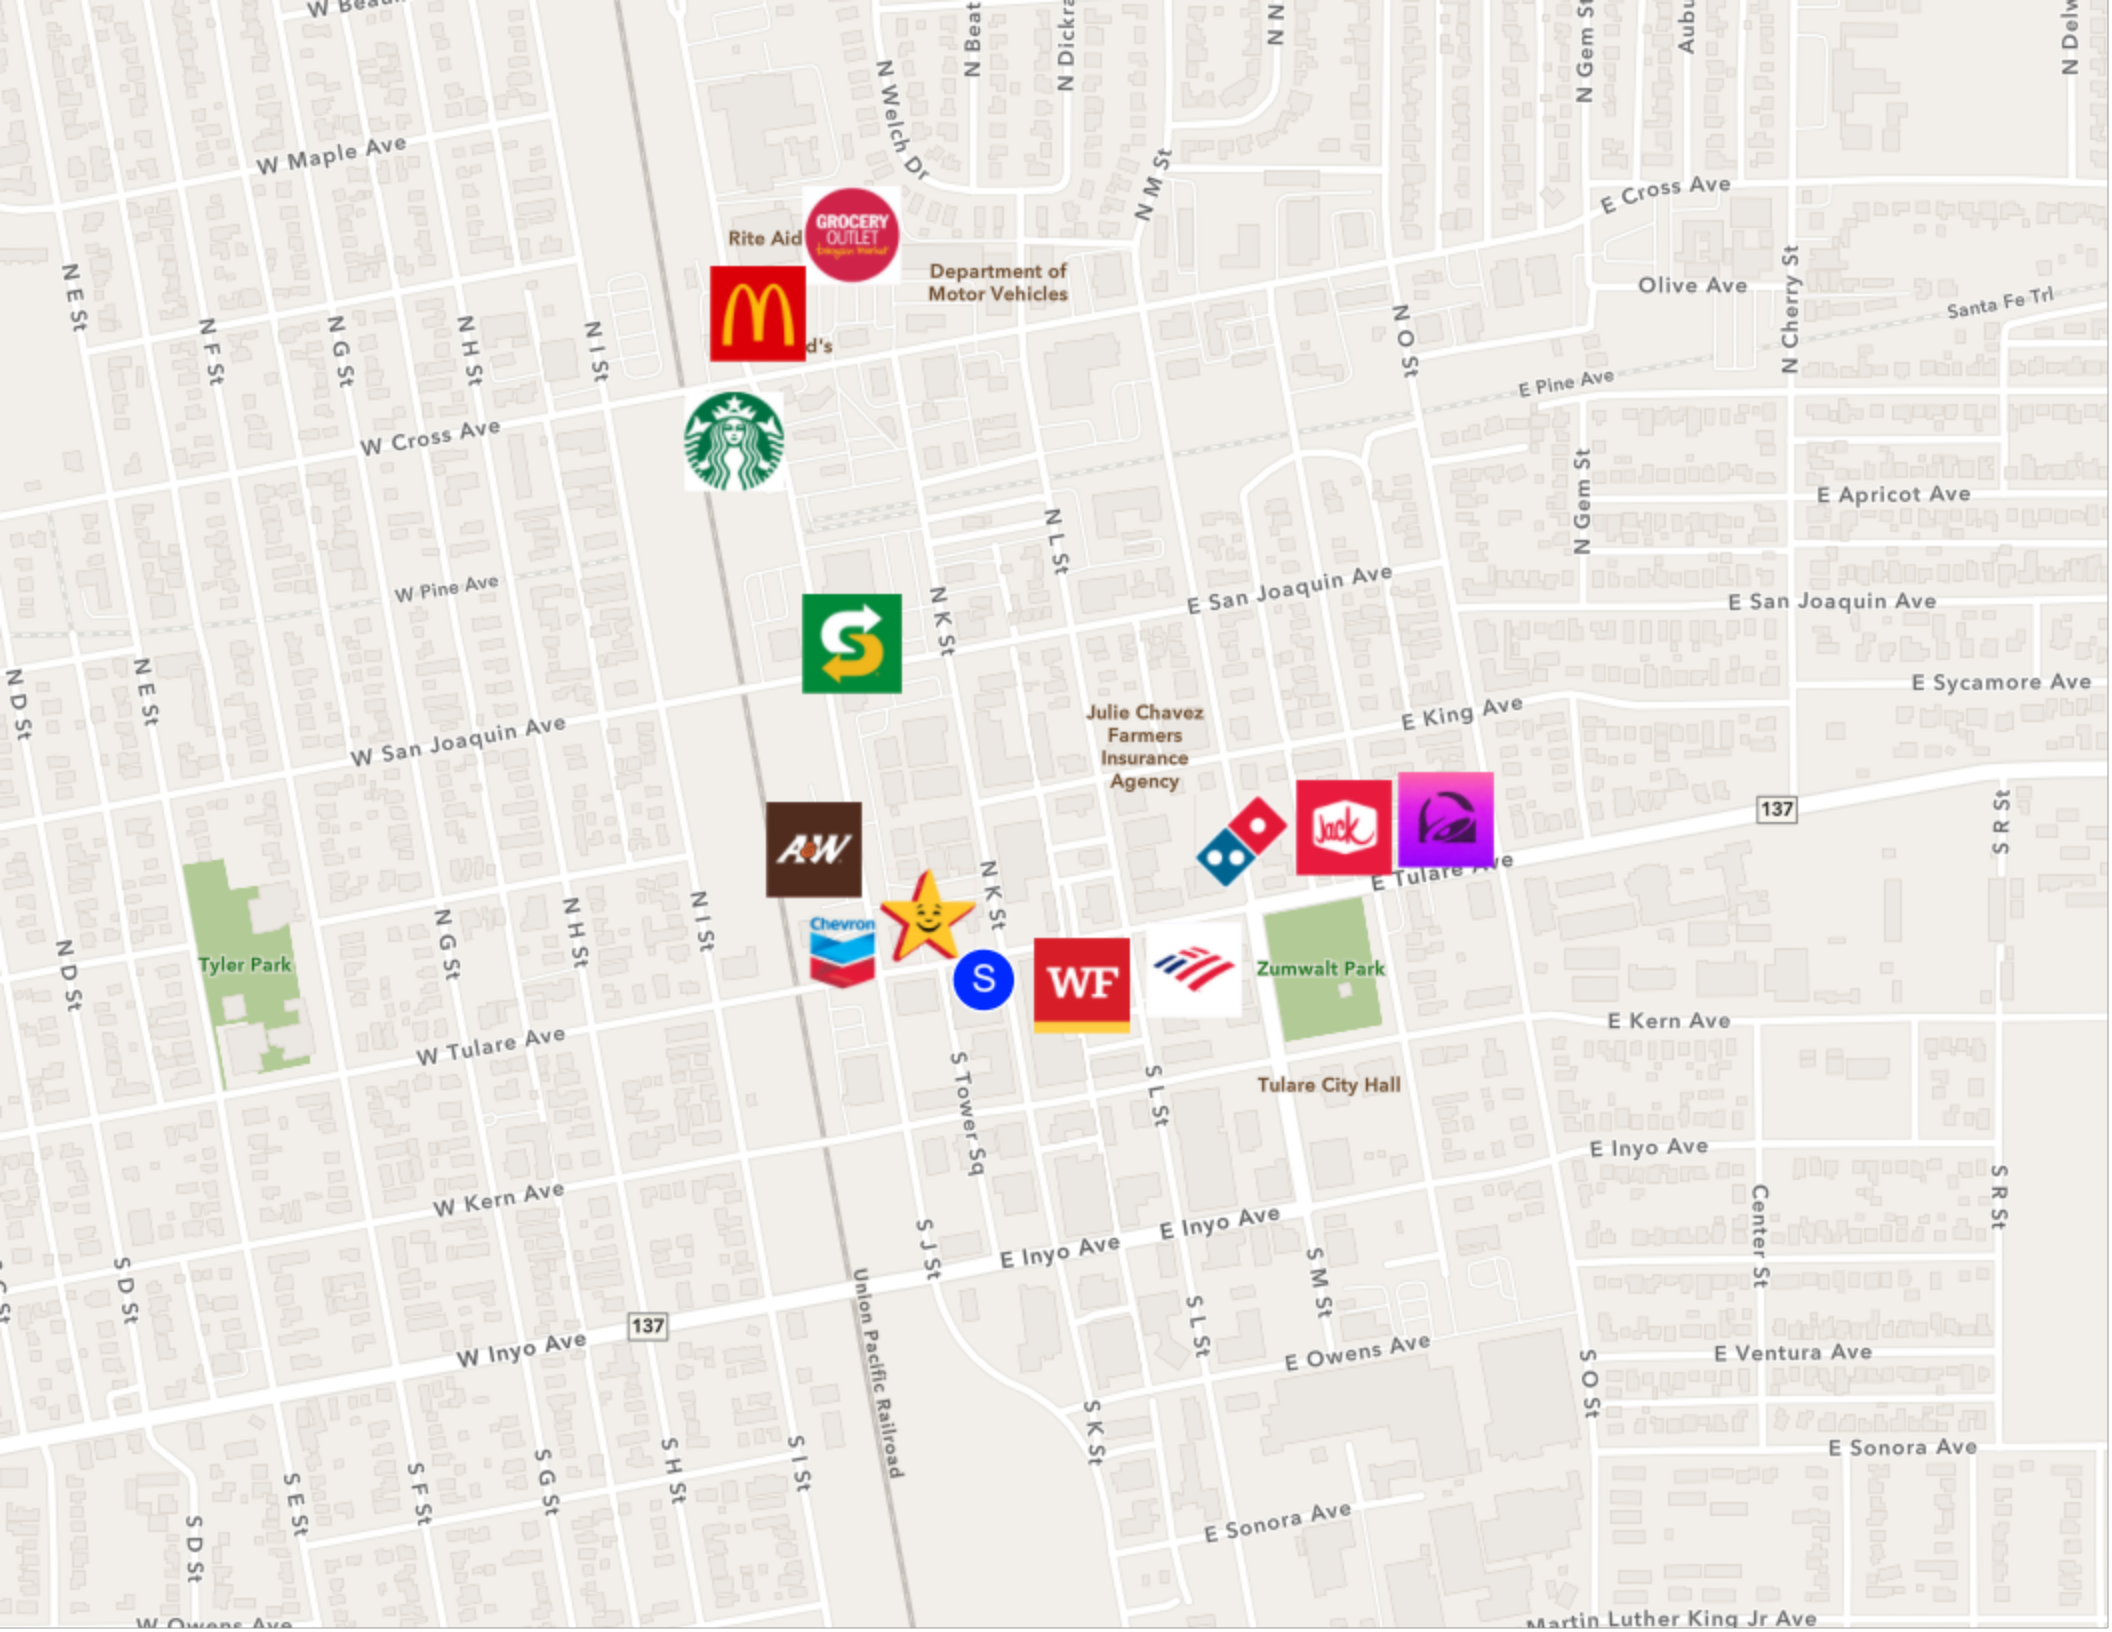 W Maple Ave
N Welch Dr
N M St
E Cross Ave
N Gem St
N E St
N F St
N G St
N H St
N I St
Rite Aid
GROCERY
OUTLET
bargain market
Department of
Motor Vehicles
Olive Ave
N Cherry St
Santa Fe Trl
N O St
E Pine Ave
W Cross Ave
N Gem St
E Apricot Ave
W Pine Ave
N L St
N K St
E San Joaquin Ave
E San Joaquin Ave
N D St
N E St
W San Joaquin Ave
E Sycamore Ave
E King Ave
Julie Chavez
Farmers
Insurance
Agency
137
S R St
A&W
Jack
E Tulare Ave
N K St
N I St
N H St
N G St
N D St
Tyler Park
Chevron
S
WF
Zumwalt Park
W Tulare Ave
E Kern Ave
S Tower Sq
S L St
Tulare City Hall
E Inyo Ave
W Kern Ave
S J St
E Inyo Ave
E Inyo Ave
S M St
Center St
S R St
S D St
137
W Inyo Ave
Union Pacific Railroad
S L St
E Owens Ave
E Ventura Ave
S O St
S K St
E Sonora Ave
S I St
S H St
S G St
S F St
S E St
S D St
E Sonora Ave
W Owens Ave
Martin Luther King Jr Ave